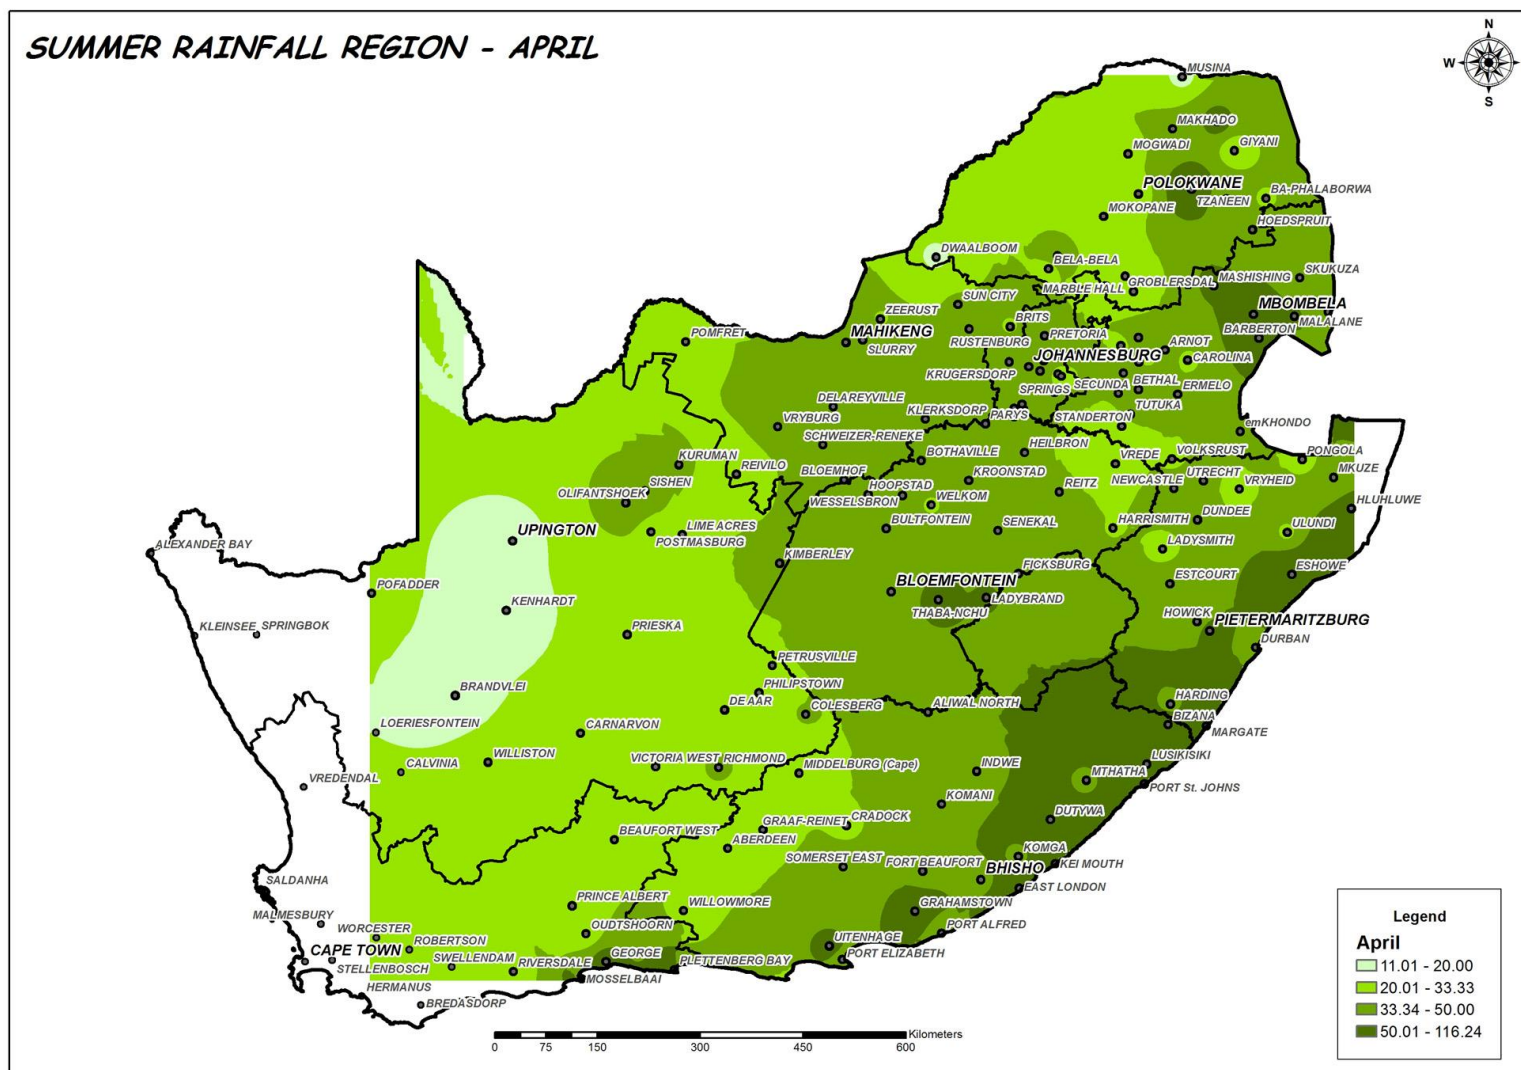 SUMMER RAINFALL REGION - APRIL
N
W
S
MUSINA
MAKHADO
MOGWADI
GIYANI
POLOKWANE
BA-PHALABORWA
TZANEEN
MOKOPANE
HOEDSPRUIT
DWAALBOOM
BELA-BELA
SKUKUZA
MASHISHING
GROBLERSDAL
MARBLE HALL
SUN CITY
MBOMBELA
ZEERUST
BRITS
MALALANE
MAHIKENG
BARBERTON
POMFRET
RUSTENBURG
PRETORIA
SLURRY
ARNOT
JOHANNESBURG
CAROLINA
KRUGERSDORP
BETHAL
SPRINGS
SECUNDA
ERMELO
DELAREYVILLE
KLERKSDORP
PARYS
TUTUKA
VRYBURG
STANDERTON
emKHONDO
SCHWEIZER-RENEKE
HEILBRON
KURUMAN
REIVILO
BLOEMHOF
BOTHAVILLE
VREDE
VOLKSRUST
PONGOLA
SISHEN
KROONSTAD
UTRECHT
MKUZE
OLIFANTSHOEK
HOOPSTAD
REITZ
NEWCASTLE
VRYHEID
WESSELSBRON
WELKOM
HLUHLUWE
UPINGTON
LIME ACRES
BULTFONTEIN
SENEKAL
HARRISMITH
DUNDEE
ULUNDI
POSTMASBURG
LADYSMITH
ALEXANDER BAY
KIMBERLEY
FICKSBURG
ESHOWE
POFADDER
BLOEMFONTEIN
ESTCOURT
KENHARDT
LADYBRAND
THABA-NCHU
HOWICK
PIETERMARITZBURG
KLEINSEE
SPRINGBOK
PRIESKA
DURBAN
PETRUSVILLE
BRANDVLEI
PHILIPSTOWN
HARDING
DE AAR
COLESBERG
ALIWAL NORTH
BIZANA
LOERIESFONTEIN
CARNARVON
MARGATE
WILLISTON
VICTORIA WEST
RICHMOND
MIDDELBURG (Cape)
INDWE
LUSIKISIKI
CALVINIA
MTHATHA
VREDENDAL
PORT St. JOHNS
KOMANI
DUTYWA
BEAUFORT WEST
GRAAF-REINET
CRADOCK
ABERDEEN
KOMGA
SOMERSET EAST
FORT BEAUFORT
BHISHO
KEI MOUTH
SALDANHA
EAST LONDON
PRINCE ALBERT
WILLOWMORE
GRAHAMSTOWN
MALMESBURY
WORCESTER
OUDTSHOORN
PORT ALFRED
UITENHAGE
CAPE TOWN
ROBERTSON
GEORGE
PORT ELIZABETH
STELLENBOSCH
SWELLENDAM
RIVERSDALE
PLETTENBERG BAY
MOSSELBAAI
HERMANUS
BREDASDORP
Kilometers
0 75 150 300 450 600
Legend
April
11.01 - 20.00
20.01 - 33.33
33.34 - 50.00
50.01 - 116.24